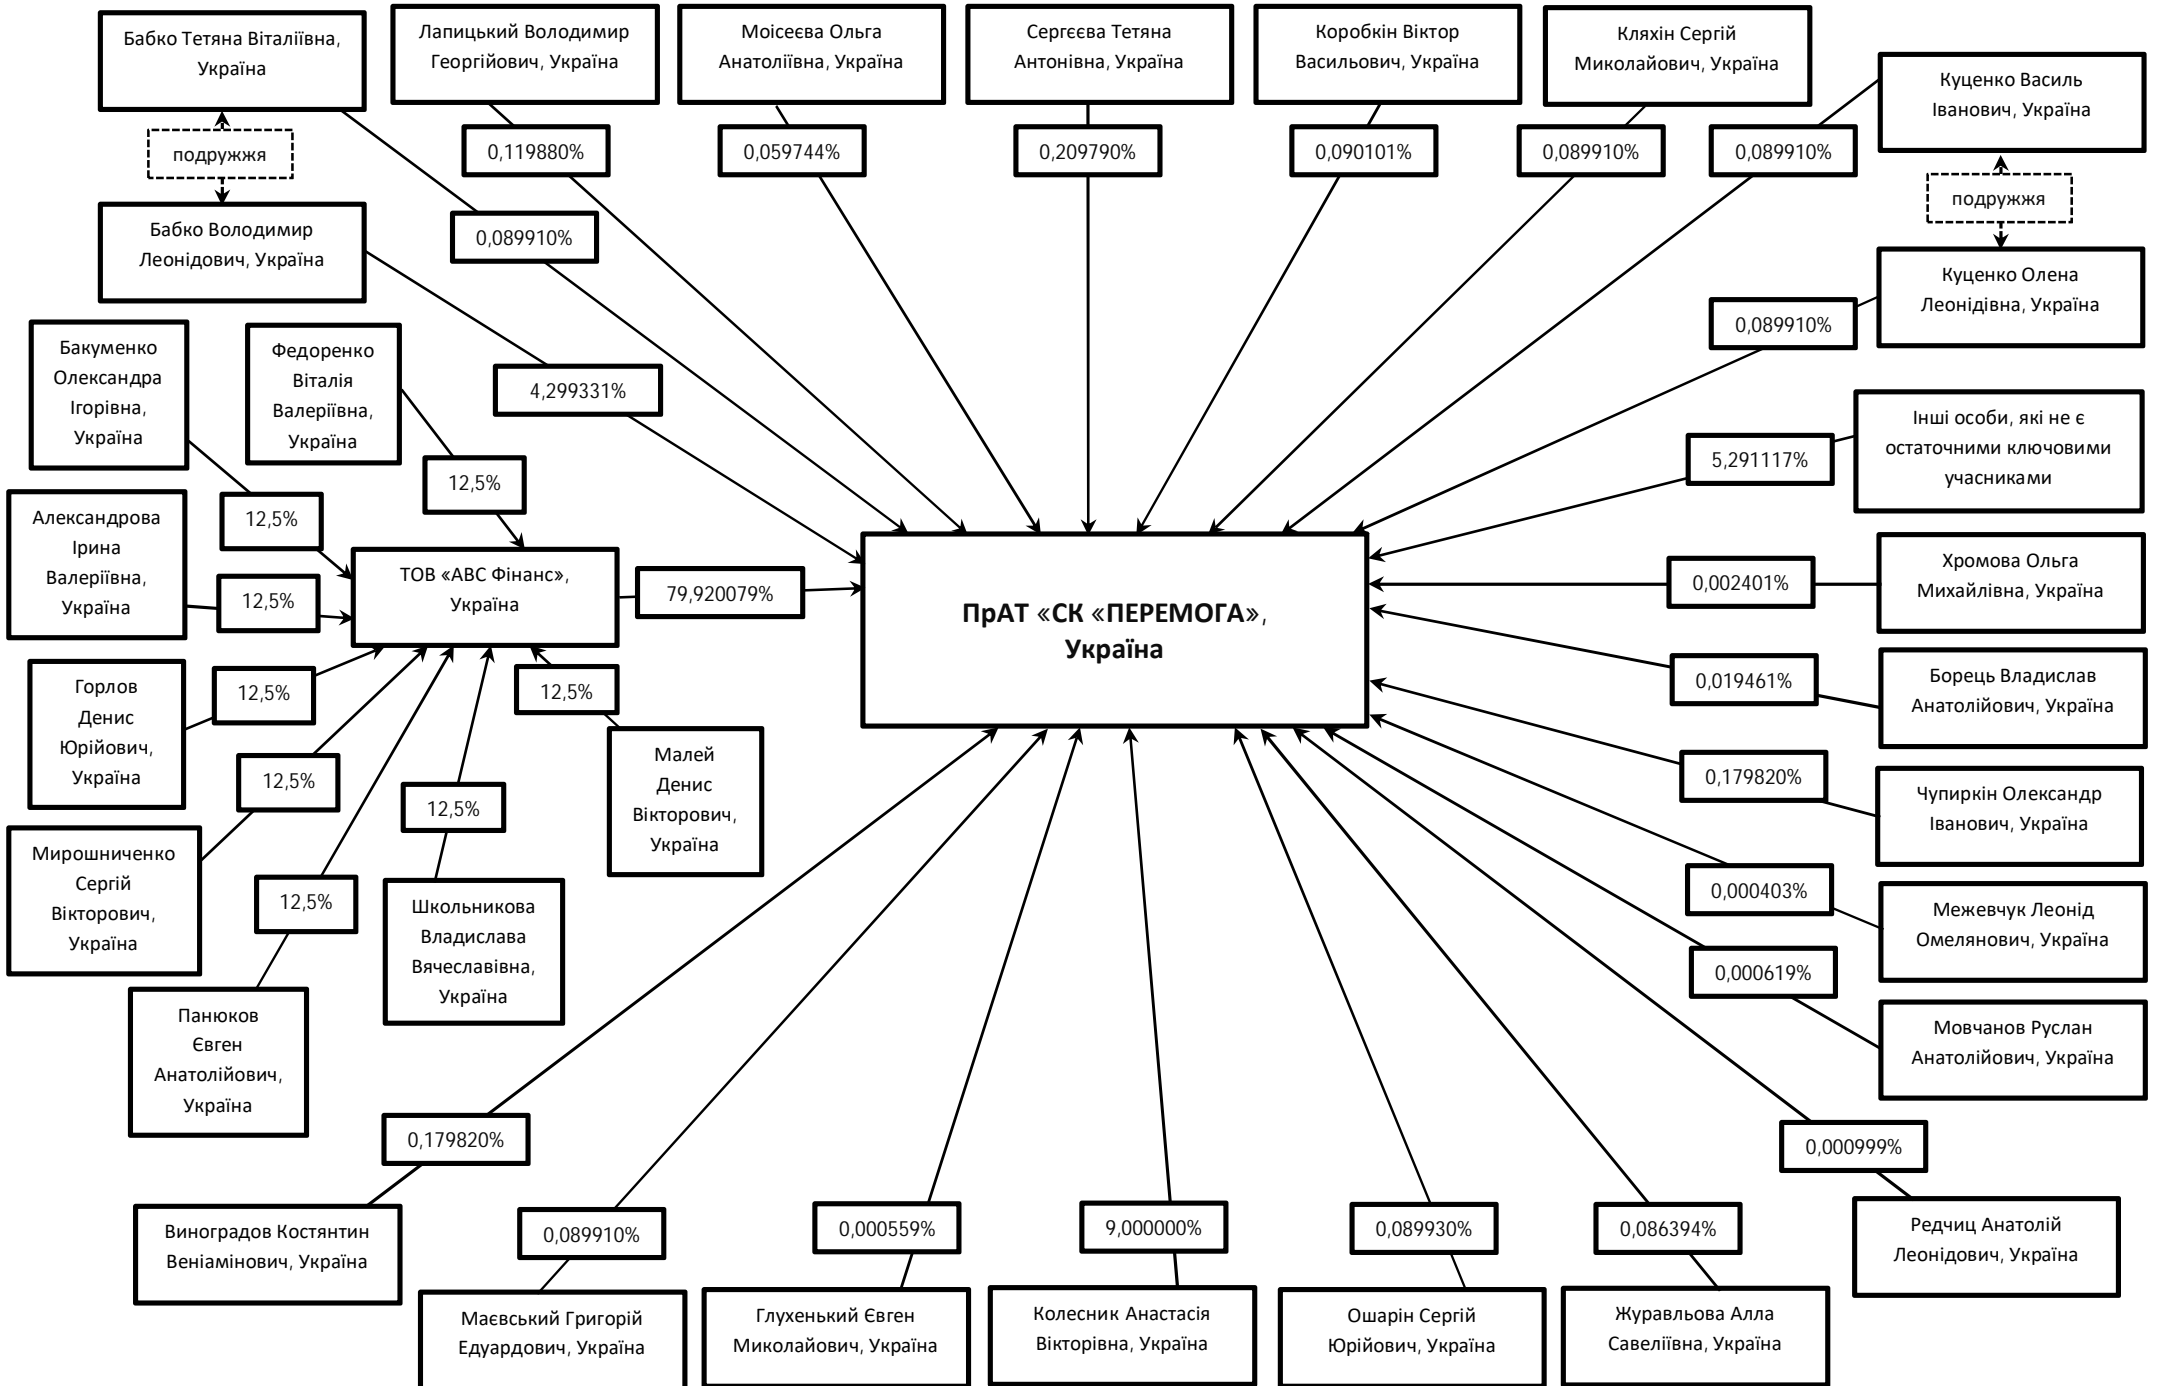 Бабко Тетяна Віталіївна,
Україна
Лапицький Володимир
Георгійович, Україна
Моісеєва Ольга
Анатоліївна, Україна
Сергєєва Тетяна
Антонівна, Україна
Коробкін Віктор
Васильович, Україна
Кляхін Сергій
Миколайович, Україна
Куценко Василь
Іванович, Україна
подружжя
0,119880%
0,059744%
0,209790%
0,090101%
0,089910%
0,089910%
подружжя
Бабко Володимир
Леонідович, Україна
0,089910%
Куценко Олена
Леонідівна, Україна
0,089910%
Бакуменко
Олександра
Ігорівна,
Україна
Федоренко
Віталія
Валеріївна,
Україна
4,299331%
Інші особи, які не є
остаточними ключовими
учасниками
5,291117%
12,5%
12,5%
Александрова
Ірина
Валеріївна,
Україна
12,5%
ТОВ «АВС Фінанс»,
Україна
79,920079%
ПрАТ «СК «ПЕРЕМОГА»,
Україна
0,002401%
Хромова Ольга
Михайлівна, Україна
Горлов
Денис
Юрійович,
Україна
12,5%
12,5%
0,019461%
Борець Владислав
Анатолійович, Україна
Малей
Денис
Вікторович,
Україна
12,5%
12,5%
0,179820%
Чупиркін Олександр
Іванович, Україна
Мирошниченко
Сергій
Вікторович,
Україна
12,5%
Школьникова
Владислава
Вячеславівна,
Україна
0,000403%
Межевчук Леонід
Омелянович, Україна
0,000619%
Мовчанов Руслан
Анатолійович, Україна
Панюков
Євген
Анатолійович,
Україна
0,179820%
0,000999%
Виноградов Костянтин
Веніамінович, Україна
0,089910%
0,000559%
9,000000%
0,089930%
0,086394%
Редчиц Анатолій
Леонідович, Україна
Маєвський Григорій
Едуардович, Україна
Глухенький Євген
Миколайович, Україна
Колесник Анастасія
Вікторівна, Україна
Ошарін Сергій
Юрійович, Україна
Журавльова Алла
Савеліївна, Україна